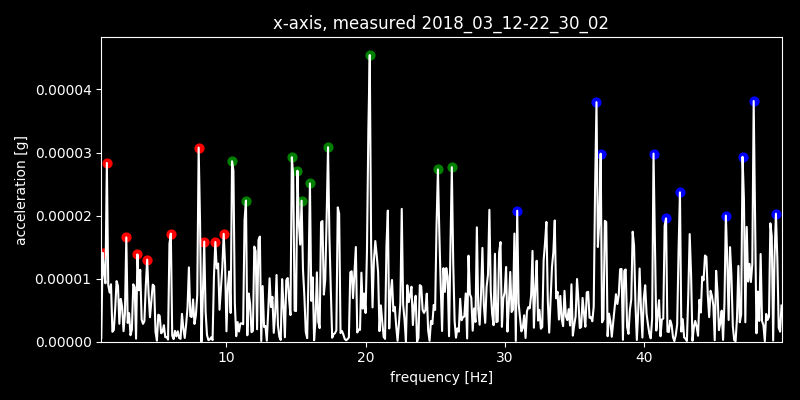 x-axis, measured 2018_03_12-22_30_02
acceleration [g]
0.00004
0.00003
0.00002
0.00001
0.00000
10 20 30 40
frequency [Hz]